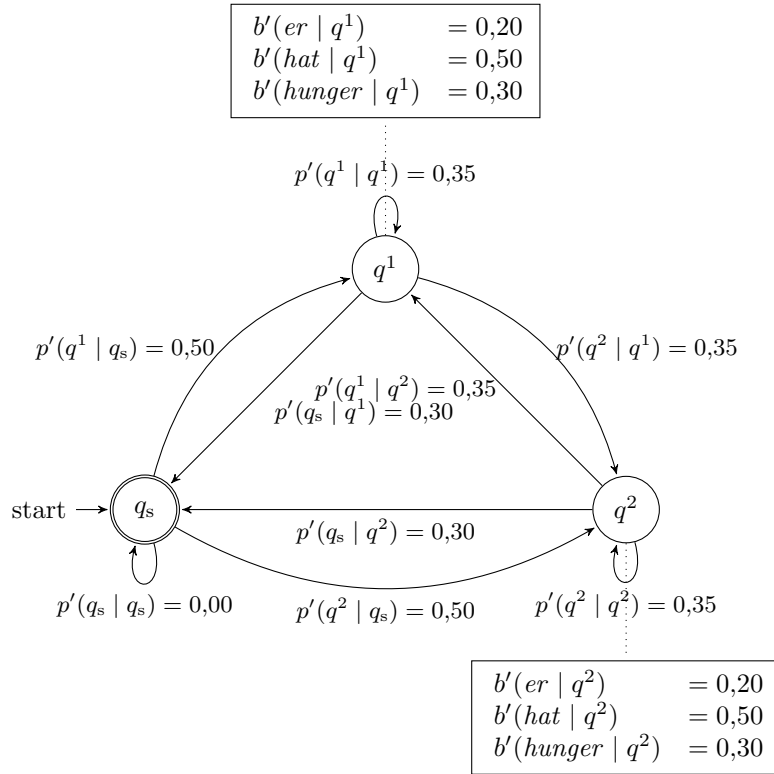 b′(er | q¹) = 0,20
b′(hat | q¹) = 0,50
b′(hunger | q¹) = 0,30
p′(q¹ | q¹) = 0,35
q¹
p′(q¹ | qₛ) = 0,50
p′(q² | q¹) = 0,35
p′(q¹ | q²) = 0,35
p′(qₛ | q¹) = 0,30
start
qₛ
q²
p′(qₛ | q²) = 0,30
p′(qₛ | qₛ) = 0,00
p′(q² | qₛ) = 0,50
p′(q² | q²) = 0,35
b′(er | q²) = 0,20
b′(hat | q²) = 0,50
b′(hunger | q²) = 0,30